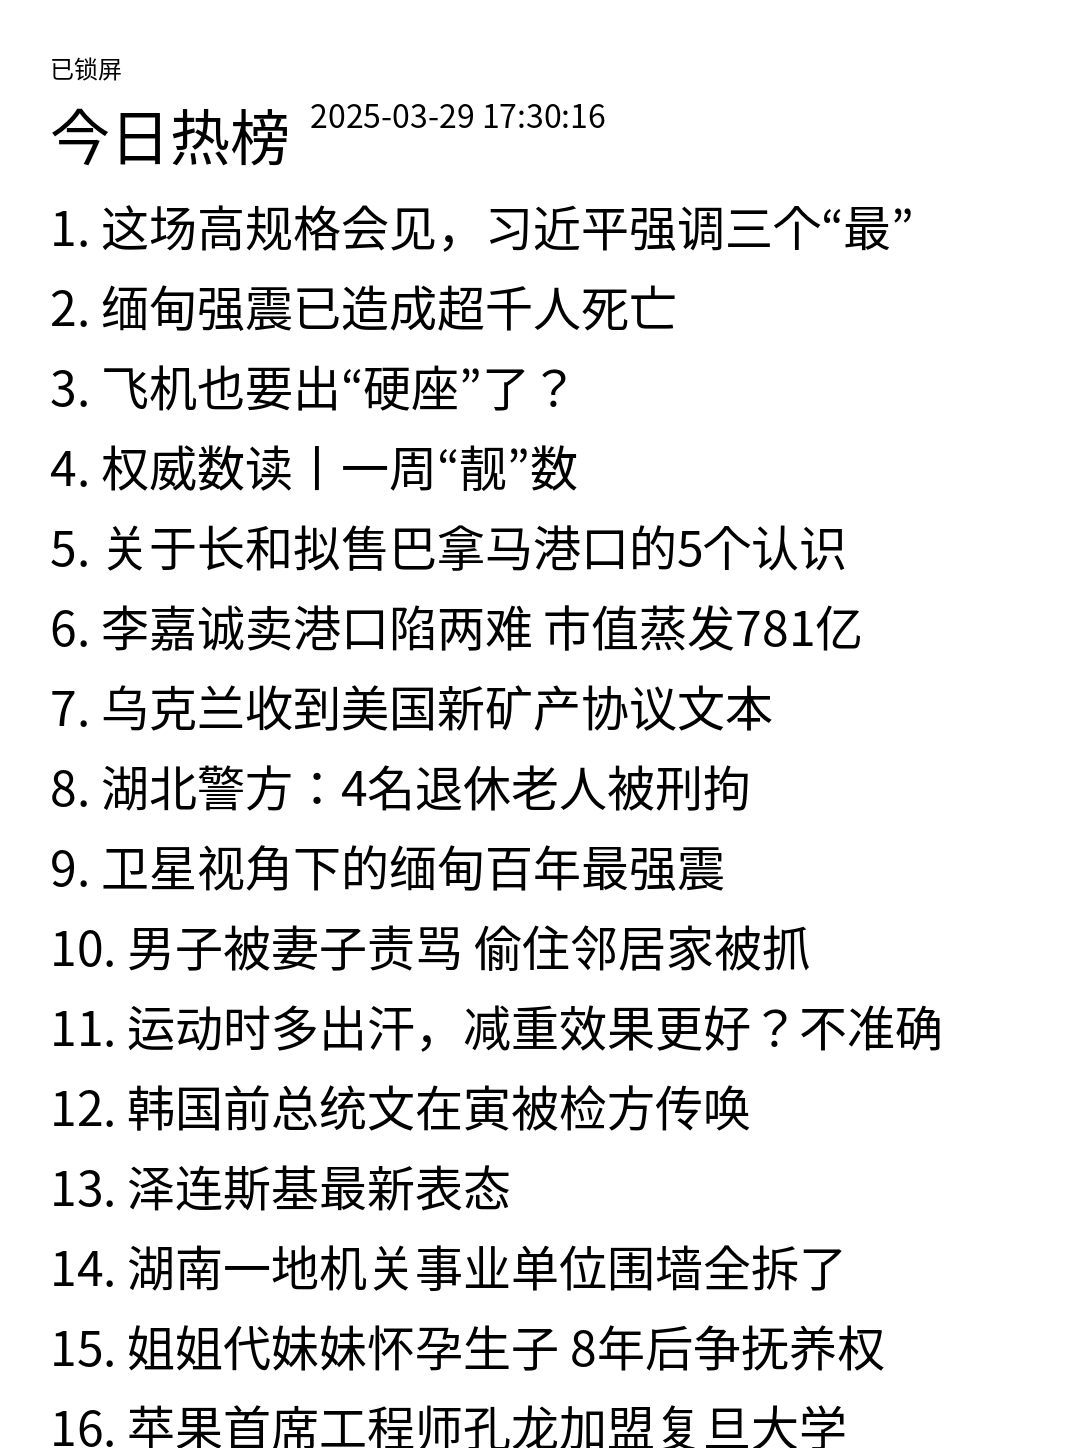 已锁屏
今日热榜 2025-03-29 17:30:16
1. 这场高规格会见，习近平强调三个“最”
2. 缅甸强震已造成超千人死亡
3. 飞机也要出“硬座”了？
4. 权威数读丨一周“靓”数
5. 关于长和拟售巴拿马港口的5个认识
6. 李嘉诚卖港口陷两难 市值蒸发781亿
7. 乌克兰收到美国新矿产协议文本
8. 湖北警方：4名退休老人被刑拘
9. 卫星视角下的缅甸百年最强震
10. 男子被妻子责骂 偷住邻居家被抓
11. 运动时多出汗，减重效果更好？不准确
12. 韩国前总统文在寅被检方传唤
13. 泽连斯基最新表态
14. 湖南一地机关事业单位围墙全拆了
15. 姐姐代妹妹怀孕生子 8年后争抚养权
16. 苹果首席工程师孔龙加盟复旦大学